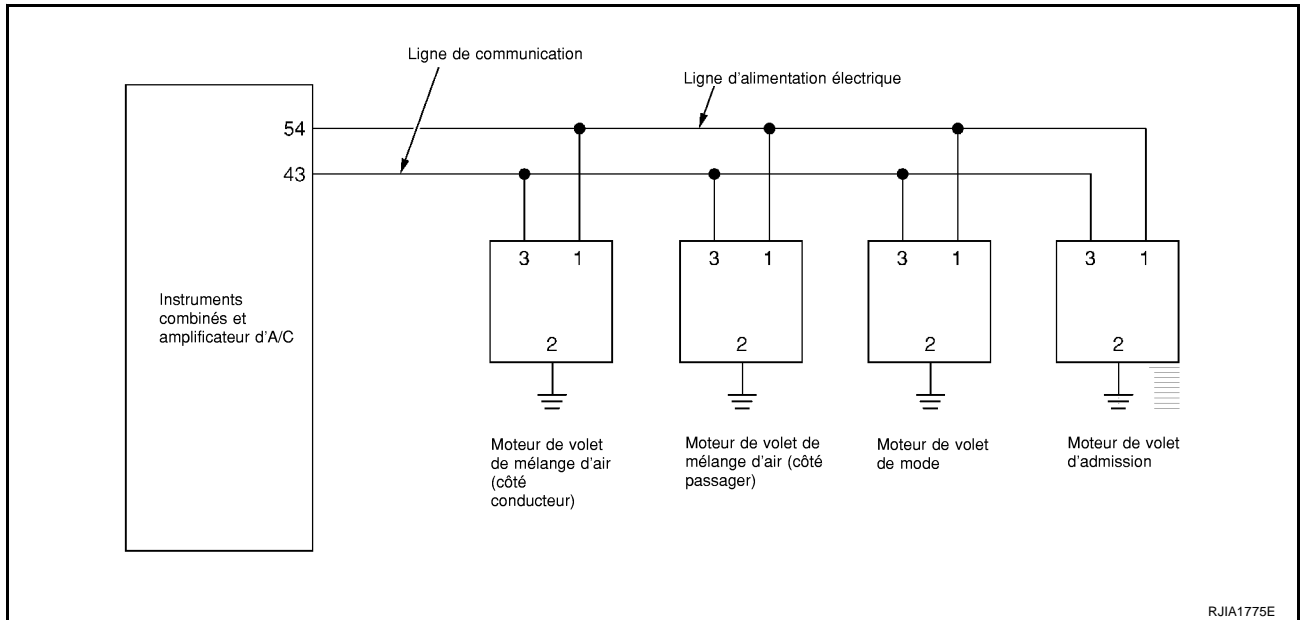 Ligne de communication
Ligne d'alimentation électrique
54
43
3 1
3 1
3 1
3 1
Instruments
combinés et
amplificateur d'A/C
2
2
2
2
Moteur de volet
de mélange d'air
(côté
conducteur)
Moteur de volet de
mélange d'air (côté
passager)
Moteur de volet
de mode
Moteur de volet
d'admission
RJIA1775E